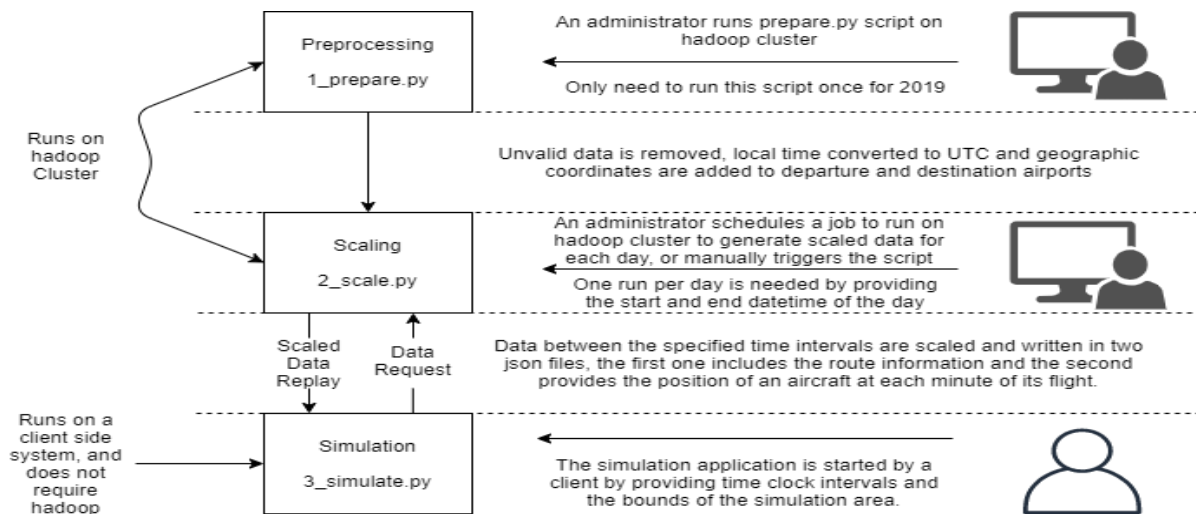 Preprocessing
1_prepare.py
An administrator runs prepare.py script on
hadoop cluster
Only need to run this script once for 2019
Runs on
hadoop
Cluster
Unvalid data is removed, local time converted to UTC and geographic
coordinates are added to departure and destination airports
Scaling
2_scale.py
An administrator schedules a job to run on
hadoop cluster to generate scaled data for
each day, or manually triggers the script
One run per day is needed by providing
the start and end datetime of the day
Scaled
Data
Replay
Data
Request
Data between the specified time intervals are scaled and written in two
json files, the first one includes the route information and the second
provides the position of an aircraft at each minute of its flight.
Runs on a
client side
system, and
does not
require
hadoop
Simulation
3_simulate.py
The simulation application is started by a
client by providing time clock intervals and
the bounds of the simulation area.